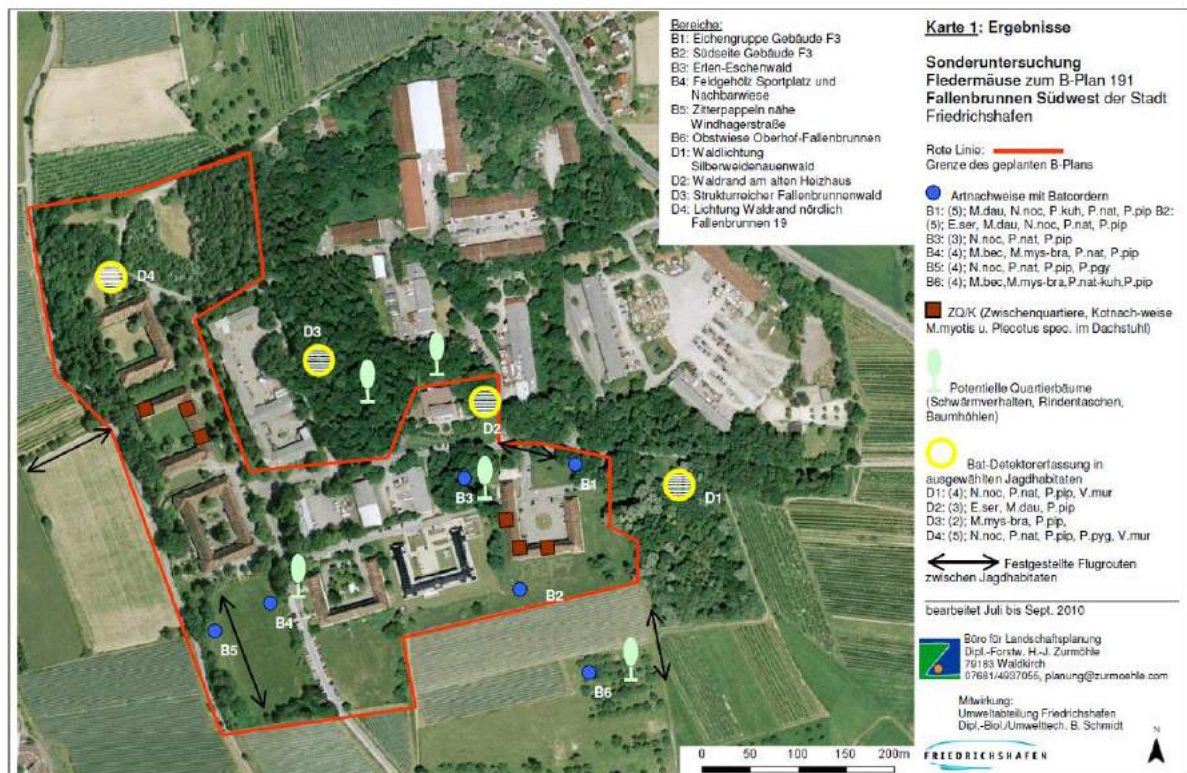 Bereiche:
B1: Eichengruppe Gebäude F3
B2: Südseite Gebäude F3
B3: Erlen-Eschenwald
B4: Feldgehölz Sportplatz und
Nachbarwiese
B5: Zitterpappeln nähe
Windhagerstraße
B6: Obstwiese Oberhof-Fallenbrunnen
D1: Waldlichtung
Silberweidenauenwald
D2: Waldrand am alten Heizhaus
D3: Strukturreicher Fallenbrunnenwald
D4: Lichtung Waldrand nördlich
Fallenbrunnen 19
Karte 1: Ergebnisse
Sonderuntersuchung
Fledermäuse zum B-Plan 191
Fallenbrunnen Südwest der Stadt
Friedrichshafen
Rote Linie:
Grenze des geplanten B-Plans
Artnachweise mit Batcordern
B1: (5); M.dau, N.noc, P.kuh, P.nat, P.pip B2:
(5); E.ser, M.dau, N.noc, P.nat, P.pip
B3: (3); N.noc, P.nat, P.pip
B4: (4); M.bec, M.mys-bra, P.nat, P.pip
B5: (4); N.noc, P.nat, P.pip, P.pgy
B6: (4); M.bec,M.mys-bra,P.nat-kuh,P.pip
ZQ/K (Zwischenquartiere, Kotnach-weise
M.myotis u. Plecotus spec. im Dachstuhl)
Potentielle Quartierbäume
(Schwärmverhalten, Rindentaschen,
Baumhöhlen)
Bat-Detektorerfassung in
ausgewählten Jagdhabitaten
D1: (4); N.noc, P.nat, P.pip, V.mur
D2: (3); E.ser, M.dau, P.pip
D3: (2); M.mys-bra, P.pip,
D4: (5); N.noc, P.nat, P.pip, P.pyg, V.mur
Festgestellte Flugrouten
zwischen Jagdhabitaten
bearbeitet Juli bis Sept. 2010
Büro für Landschaftsplanung
Dipl.-Forstw. H.-J. Zurmöhle
79183 Waldkirch
07681/4937055, planung@zurmoehle.com
Mitwirkung:
Umweltabteilung Friedrichshafen
Dipl.-Biol./Umwelttech. B. Schmidt
FRIEDRICHSHAFEN
N
D4
D3
D2
D1
B3
B1
B2
B4
B5
B6
0 50 100 150 200m